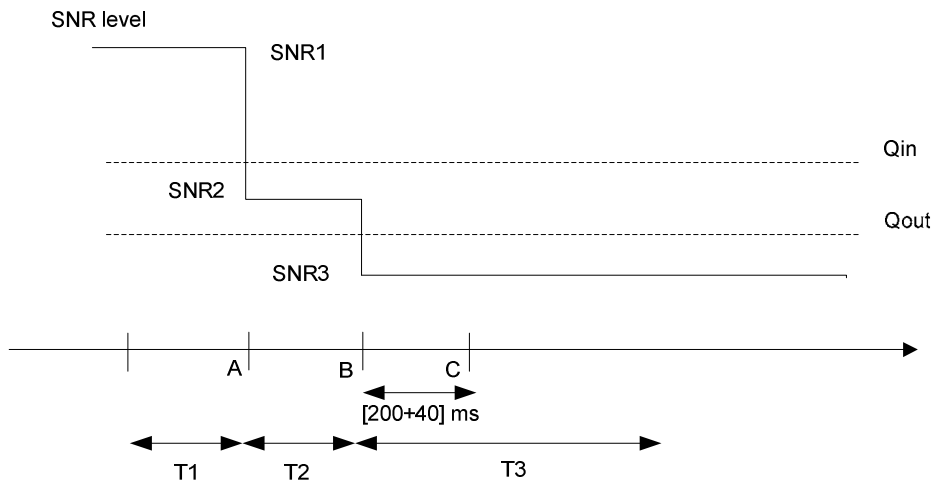 SNR level
SNR1
Qin
SNR2
Qout
SNR3
A
B
C
[200+40] ms
T1
T2
T3